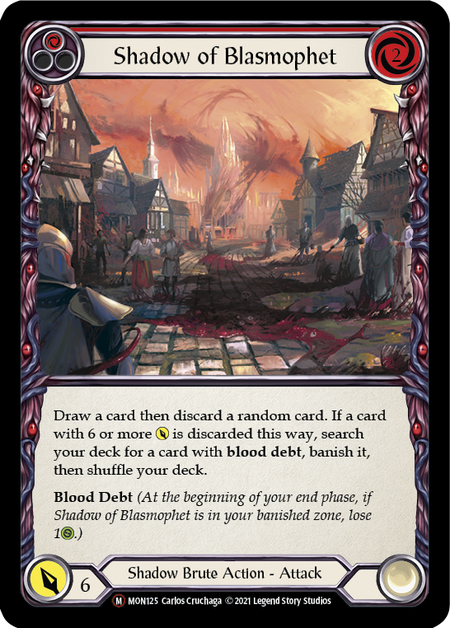 Shadow of Blasmophet
2
Draw a card then discard a random card. If a card
with 6 or more is discarded this way, search
your deck for a card with blood debt, banish it,
then shuffle your deck.
Blood Debt (At the beginning of your end phase, if
Shadow of Blasmophet is in your banished zone, lose
1.)
6
Shadow Brute Action - Attack
M MON125 Carlos Cruchaga © 2021 Legend Story Studios